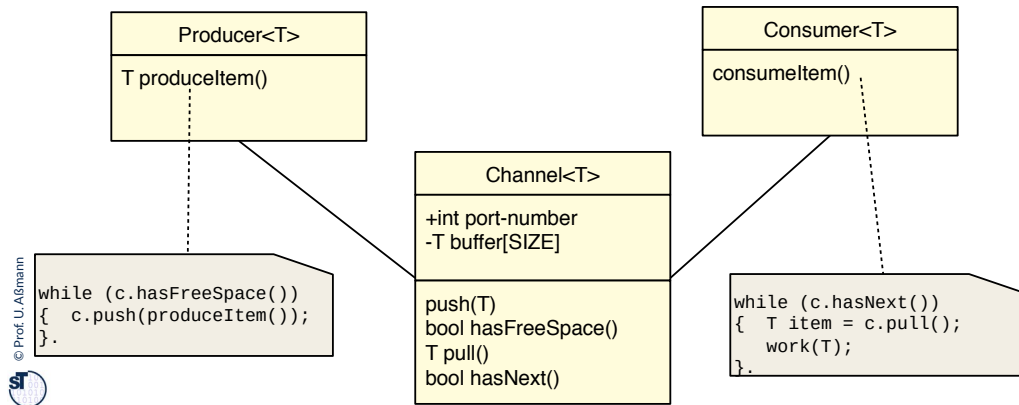 Producer<T>
T produceItem()
Consumer<T>
consumeItem()
Channel<T>
+int port-number
-T buffer[SIZE]
push(T)
bool hasFreeSpace()
T pull()
bool hasNext()
while (c.hasFreeSpace())
{  c.push(produceItem());
}.
while (c.hasNext())
{  T item = c.pull();
work(T);
}.
© Prof. U. Aßmann
ST